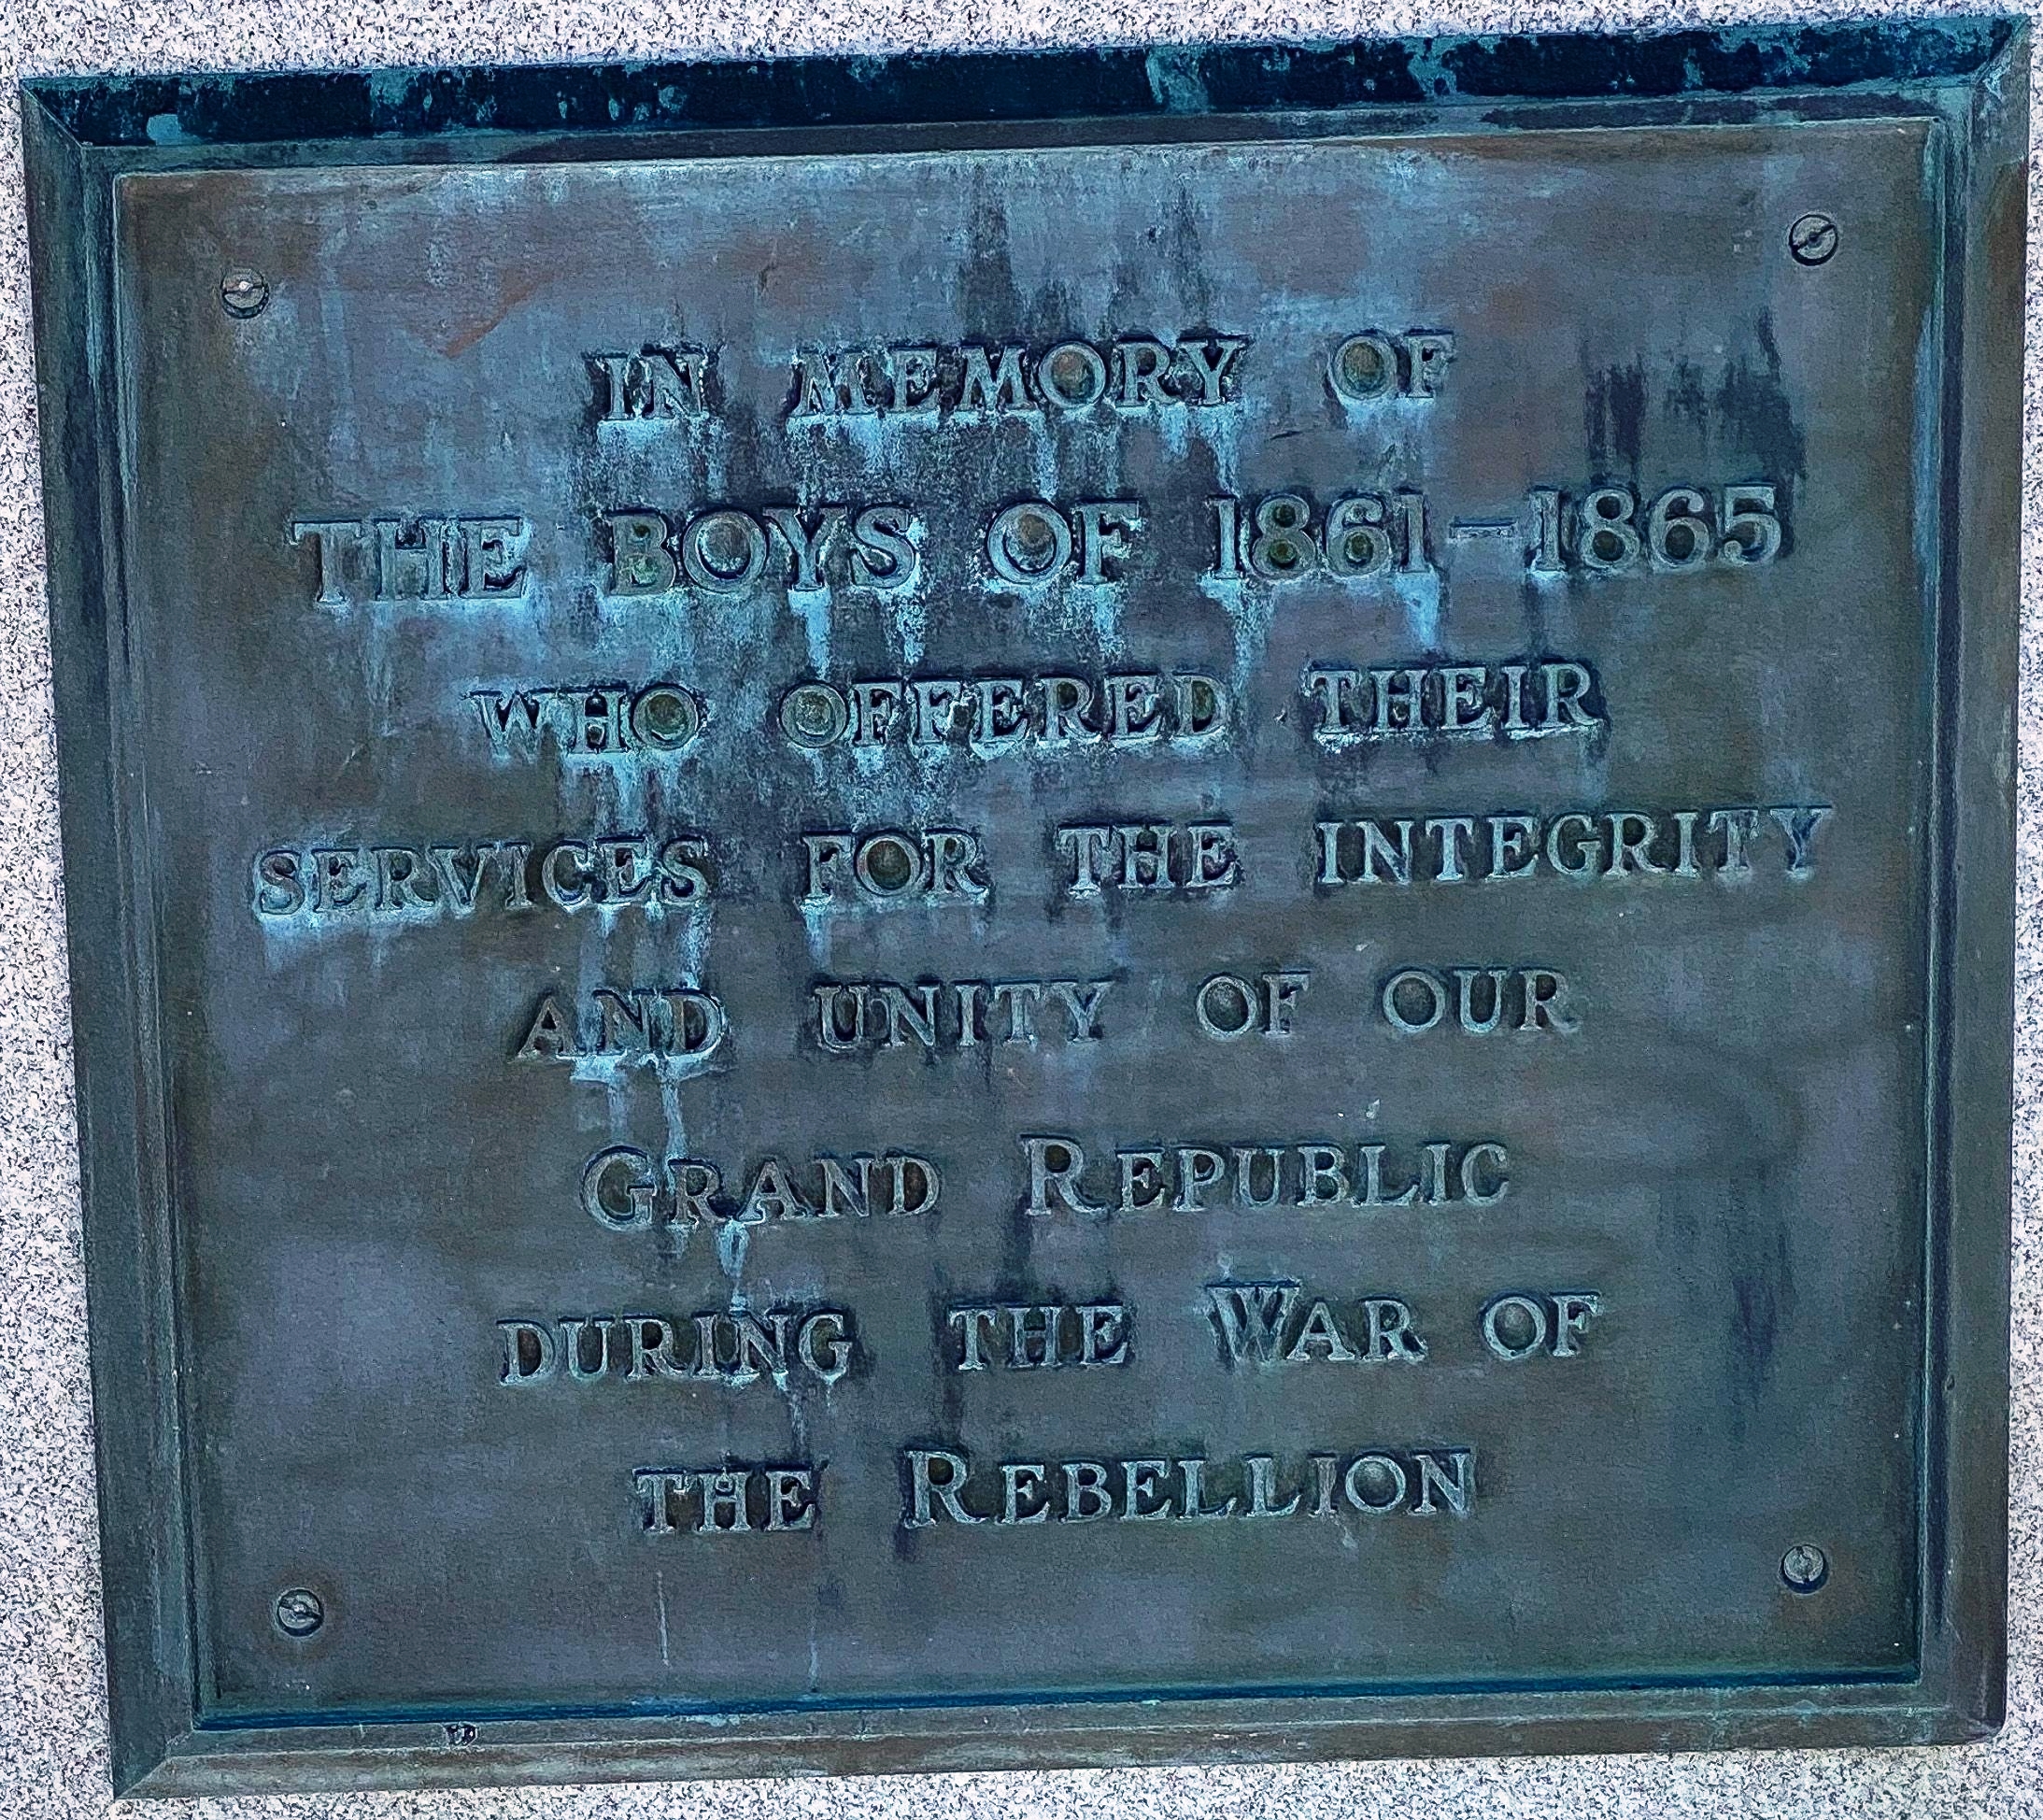 IN MEMORY OF
THE BOYS OF 1861–1865
WHO OFFERED THEIR
SERVICES FOR THE INTEGRITY
AND UNITY OF OUR
GRAND REPUBLIC
DURING THE WAR OF
THE REBELLION